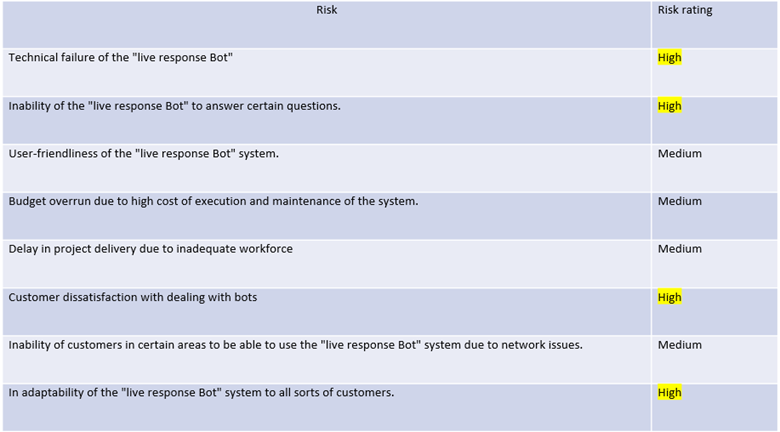 Risk Risk rating
Technical failure of the "live response Bot" High
Inability of the "live response Bot" to answer certain questions. High
User-friendliness of the "live response Bot" system. Medium
Budget overrun due to high cost of execution and maintenance of the system. Medium
Delay in project delivery due to inadequate workforce Medium
Customer dissatisfaction with dealing with bots High
Inability of customers in certain areas to be able to use the "live response Bot" system due to network issues. Medium
In adaptability of the "live response Bot" system to all sorts of customers. High